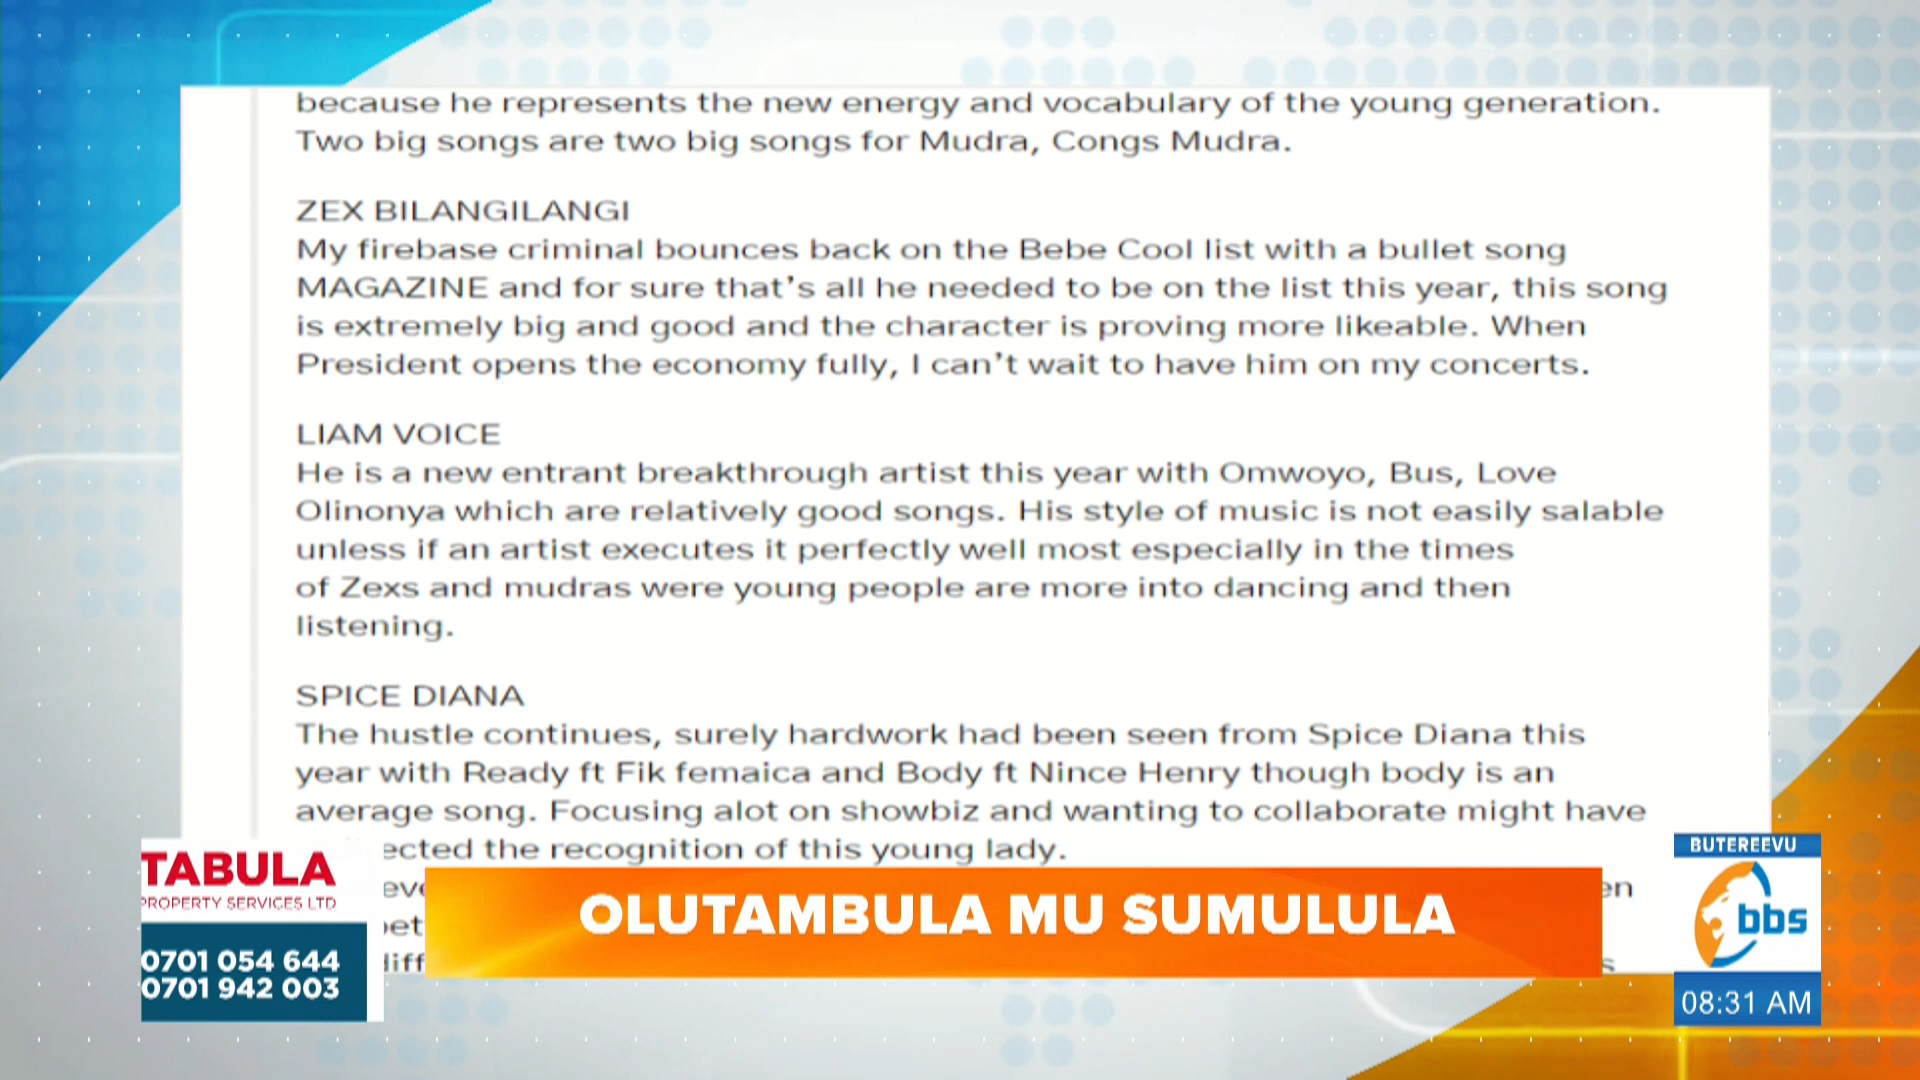 because he represents the new energy and vocabulary of the young generation.
Two big songs are two big songs for Mudra, Congs Mudra.
ZEX BILANGILANGI
My firebase criminal bounces back on the Bebe Cool list with a bullet song
MAGAZINE and for sure that's all he needed to be on the list this year, this song
is extremely big and good and the character is proving more likeable. When
President opens the economy fully, I can't wait to have him on my concerts.
LIAM VOICE
He is a new entrant breakthrough artist this year with Omwoyo, Bus, Love
Olinonya which are relatively good songs. His style of music is not easily salable
unless if an artist executes it perfectly well most especially in the times
of Zexs and mudras were young people are more into dancing and then
listening.
SPICE DIANA
The hustle continues, surely hardwork had been seen from Spice Diana this
year with Ready ft Fik femaica and Body ft Nince Henry though body is an
average song. Focusing alot on showbiz and wanting to collaborate might have
the recognition of this young lady.
TABULA
PROPERTY SERVICES LTD
0701 054 644
0701 942 003
OLUTAMBULA MU SUMULULA
BUTEREEVU
bbs
08:31 AM